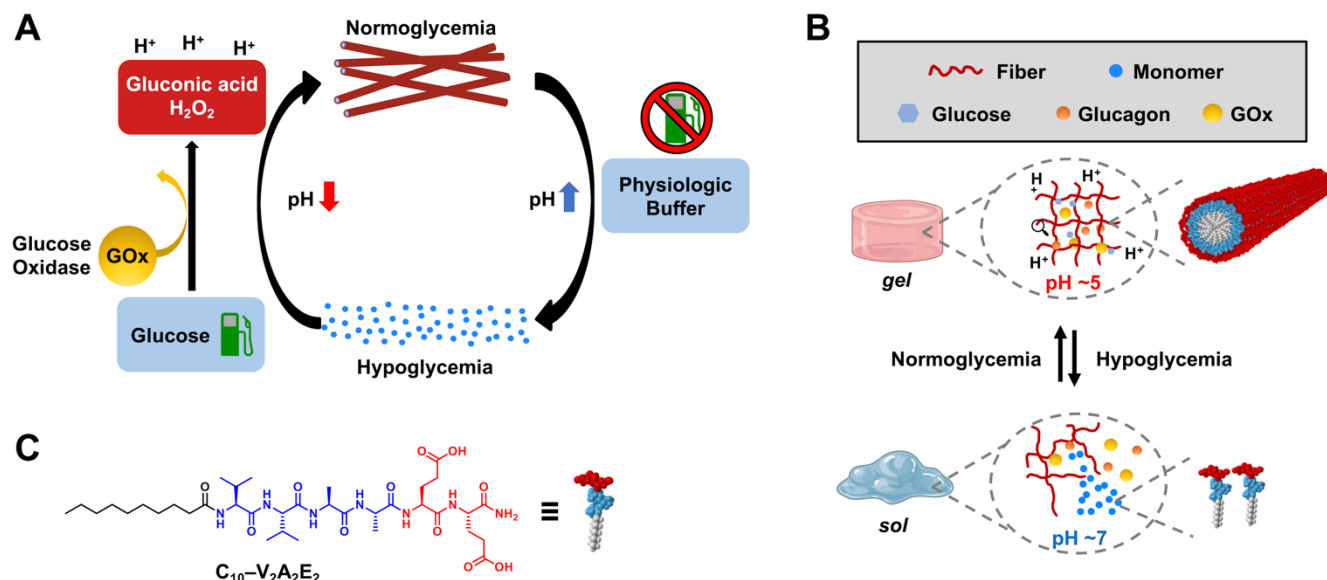 A
H+ H+ H+
Gluconic acid
H2O2
Glucose
Oxidase
GOx
Glucose
Normoglycemia
pH
pH
Physiologic
Buffer
Hypoglycemia
B
Fiber Monomer
Glucose Glucagon GOx
H+ H+
H+ H+
gel
pH ~5
Normoglycemia Hypoglycemia
sol
pH ~7
C
O
OH
O
H
N
O
N
H
O
H
N
O
N
H
O
H
N
O
N
H
O
NH2
O
OH
≡
C10–V2A2E2